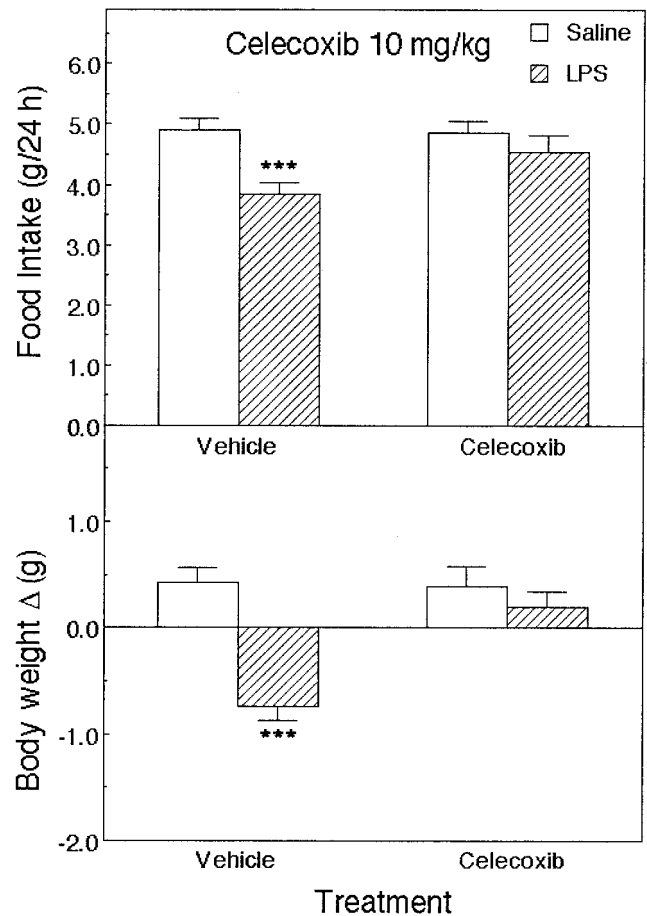 Celecoxib 10 mg/kg
Saline
LPS
Food Intake (g/24 h)
6.0
5.0
4.0
3.0
2.0
1.0
0.0
***
Vehicle
Celecoxib
Body weight Δ (g)
1.0
0.0
-1.0
-2.0
***
Vehicle
Celecoxib
Treatment